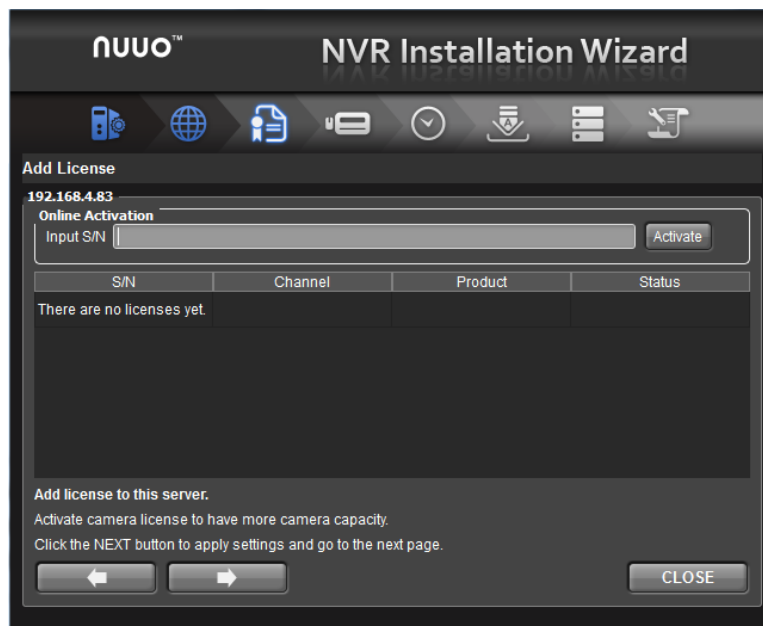 nuuo™
NVR Installation Wizard
Add License
192.168.4.83
Online Activation
Input S/N
Activate
S/N Channel Product Status
There are no licenses yet.
Add license to this server.
Activate camera license to have more camera capacity.
Click the NEXT button to apply settings and go to the next page.
CLOSE